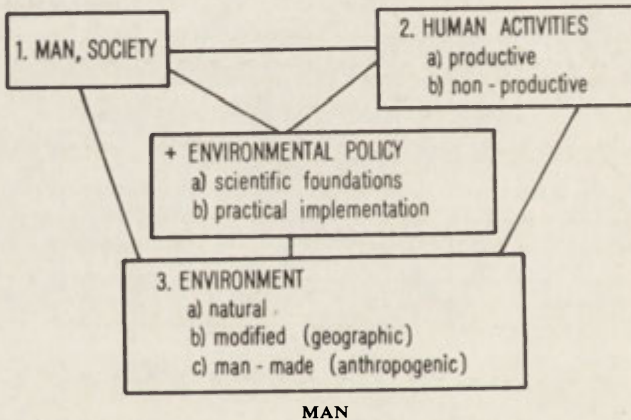 1. MAN, SOCIETY
2. HUMAN ACTIVITIES
a) productive
b) non - productive
+ ENVIRONMENTAL POLICY
a) scientific foundations
b) practical implementation
3. ENVIRONMENT
a) natural
b) modified (geographic)
c) man - made (anthropogenic)
MAN